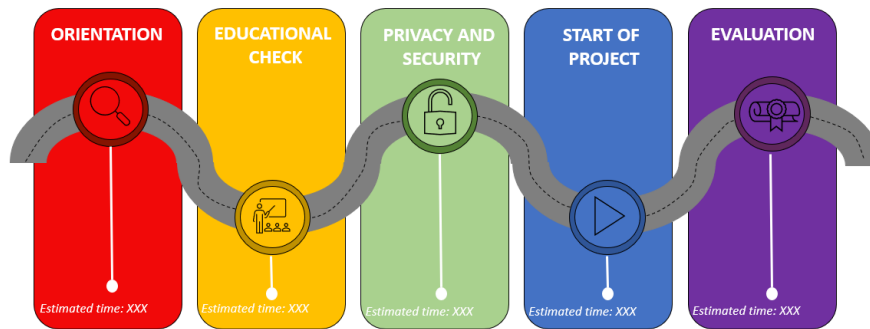 ORIENTATION
EDUCATIONAL
CHECK
PRIVACY AND
SECURITY
START OF
PROJECT
EVALUATION
Estimated time: XXX
Estimated time: XXX
Estimated time: XXX
Estimated time: XXX
Estimated time: XXX